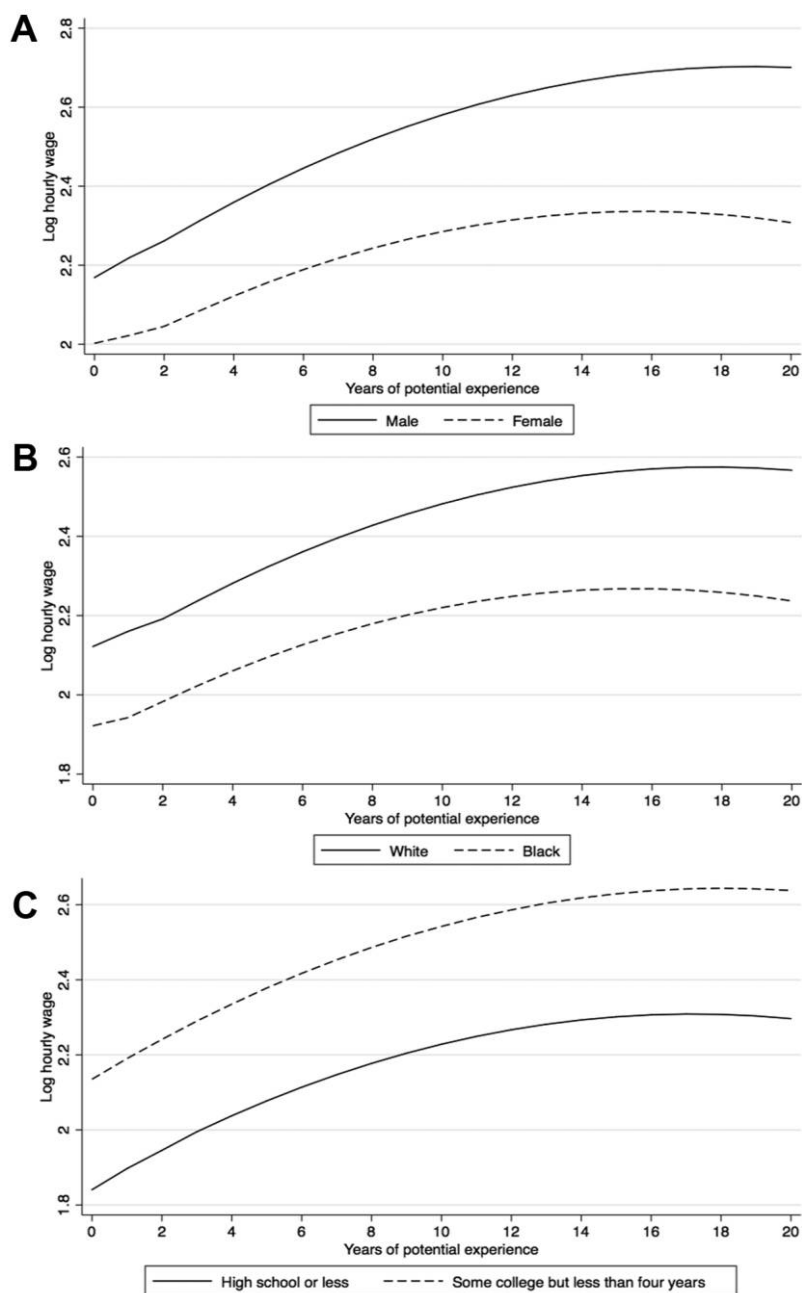 A
2.8
2.6
2.4
2.2
2
Log hourly wage
0 2 4 6 8 10 12 14 16 18 20
Years of potential experience
Male Female
B
2.6
2.4
2.2
2
1.8
Log hourly wage
0 2 4 6 8 10 12 14 16 18 20
Years of potential experience
White Black
C
2.6
2.4
2.2
2
1.8
Log hourly wage
0 2 4 6 8 10 12 14 16 18 20
Years of potential experience
High school or less Some college but less than four years